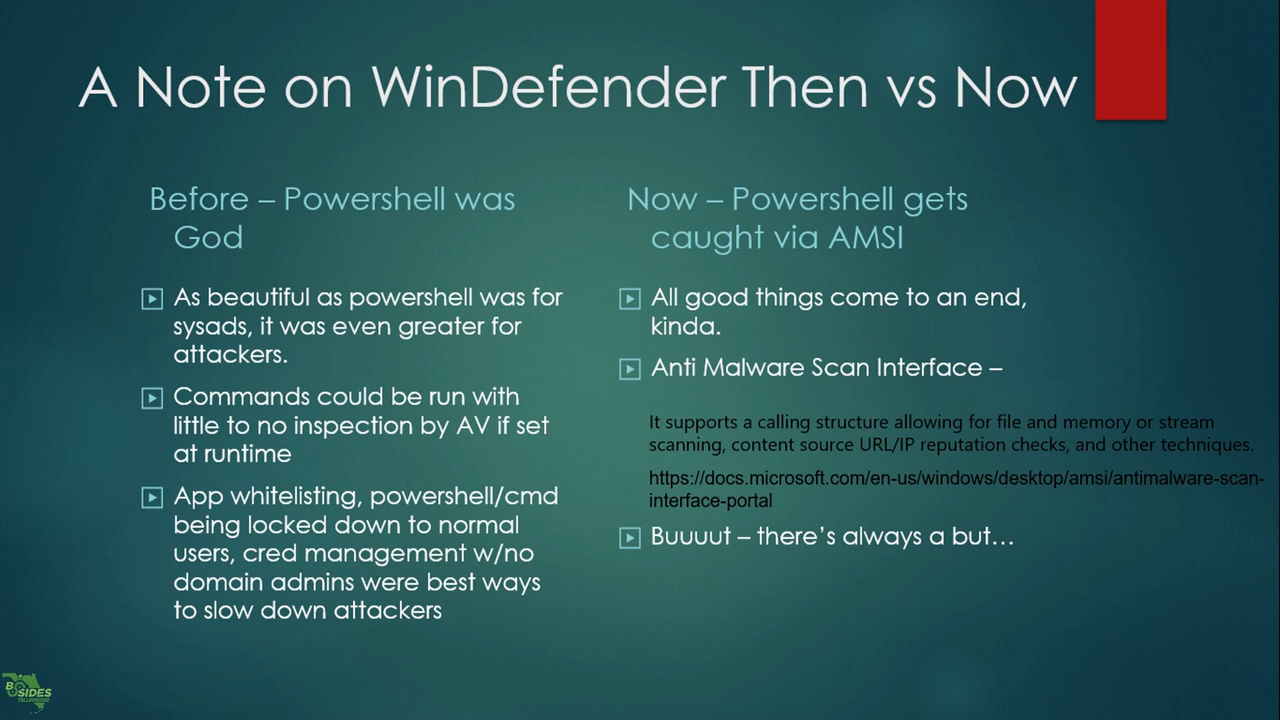 A Note on WinDefender Then vs Now
Before – Powershell was
God
As beautiful as powershell was for
sysads, it was even greater for
attackers.
Commands could be run with
little to no inspection by AV if set
at runtime
App whitelisting, powershell/cmd
being locked down to normal
users, cred management w/no
domain admins were best ways
to slow down attackers
Now – Powershell gets
caught via AMSI
All good things come to an end,
kinda.
Anti Malware Scan Interface –
It supports a calling structure allowing for file and memory or stream
scanning, content source URL/IP reputation checks, and other techniques.
https://docs.microsoft.com/en-us/windows/desktop/amsi/antimalware-scan-
interface-portal
Buuuut – there’s always a but…
BSIDES
TALLAHASSEE